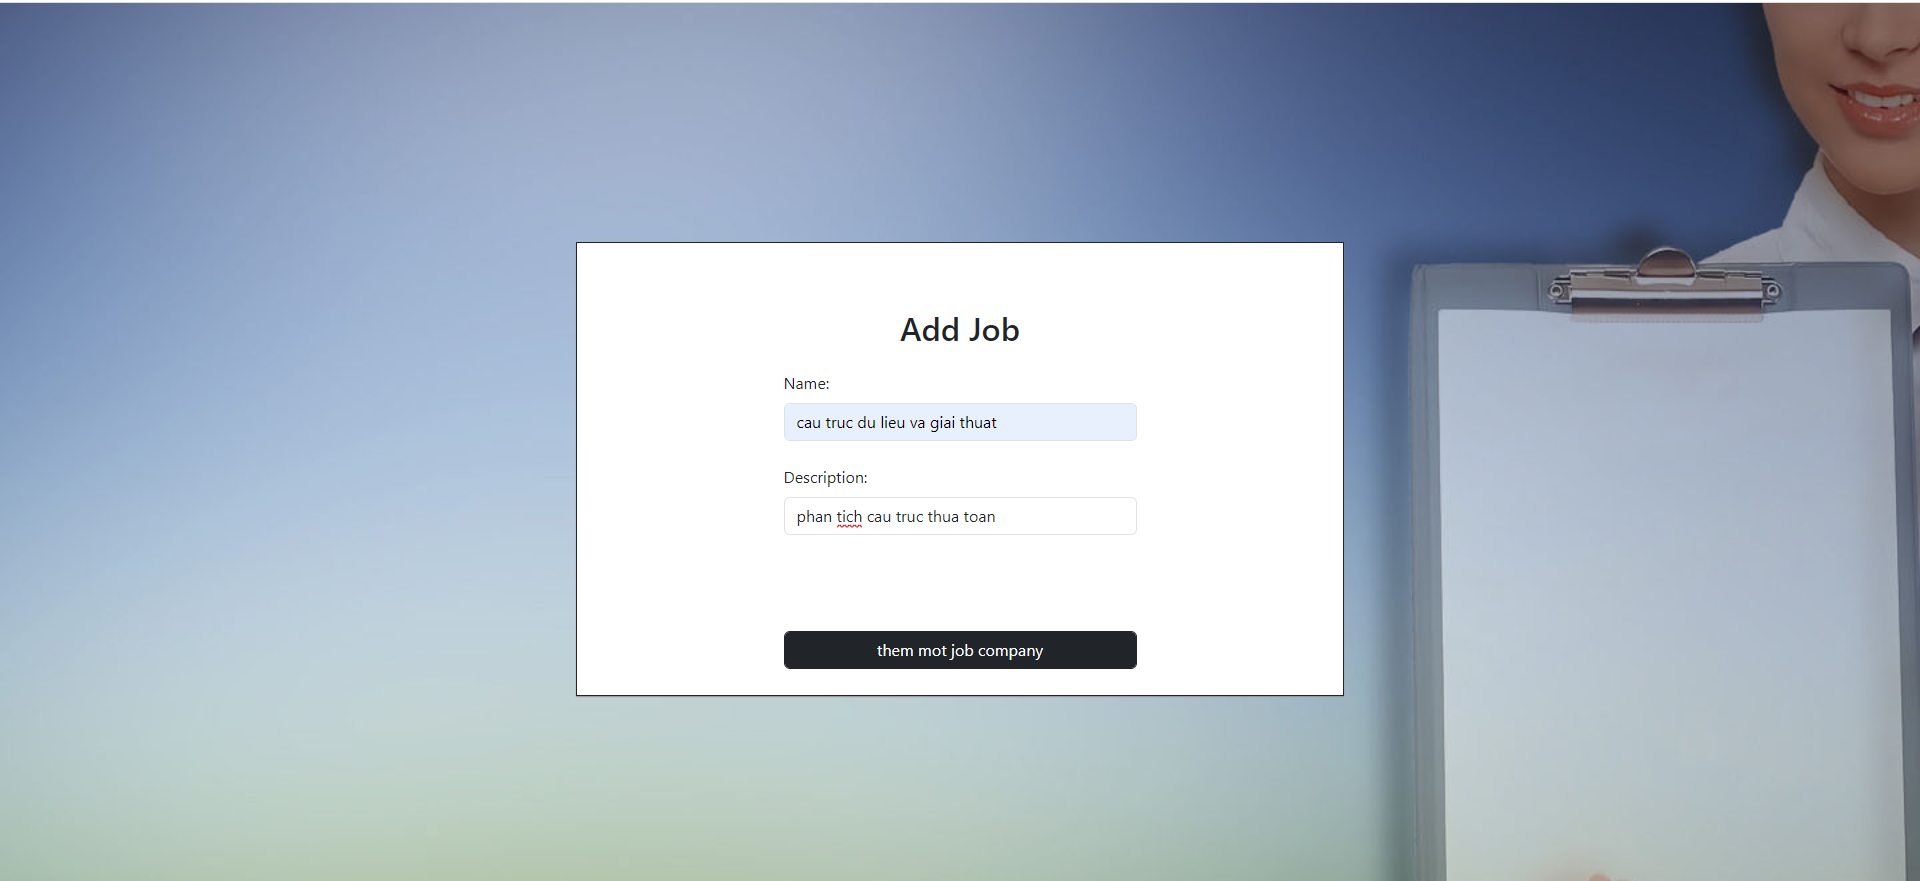 Add Job
Name:
cau truc du lieu va giai thuat
Description:
phan tich cau truc thua toan
them mot job company